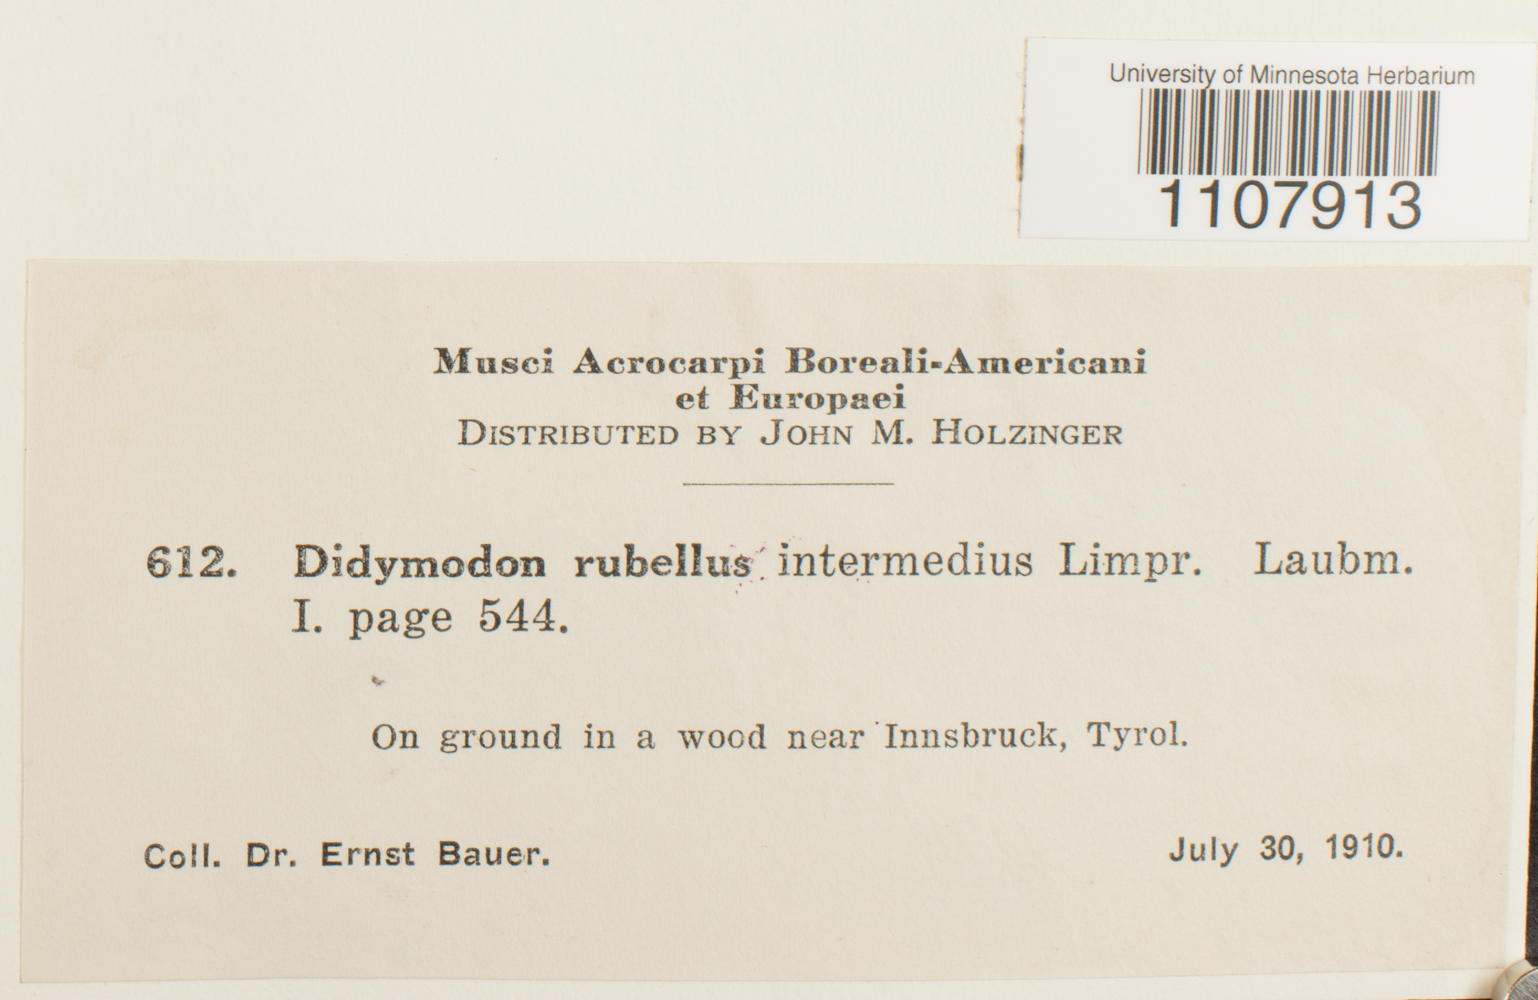 University of Minnesota Herbarium
1107913
Musci Acrocarpi Boreali-Americani
et Europaei
DISTRIBUTED BY JOHN M. HOLZINGER
612. Didymodon rubellus intermedius Limpr. Laubm.
I. page 544.
On ground in a wood near Innsbruck, Tyrol.
Coll. Dr. Ernst Bauer.
July 30, 1910.